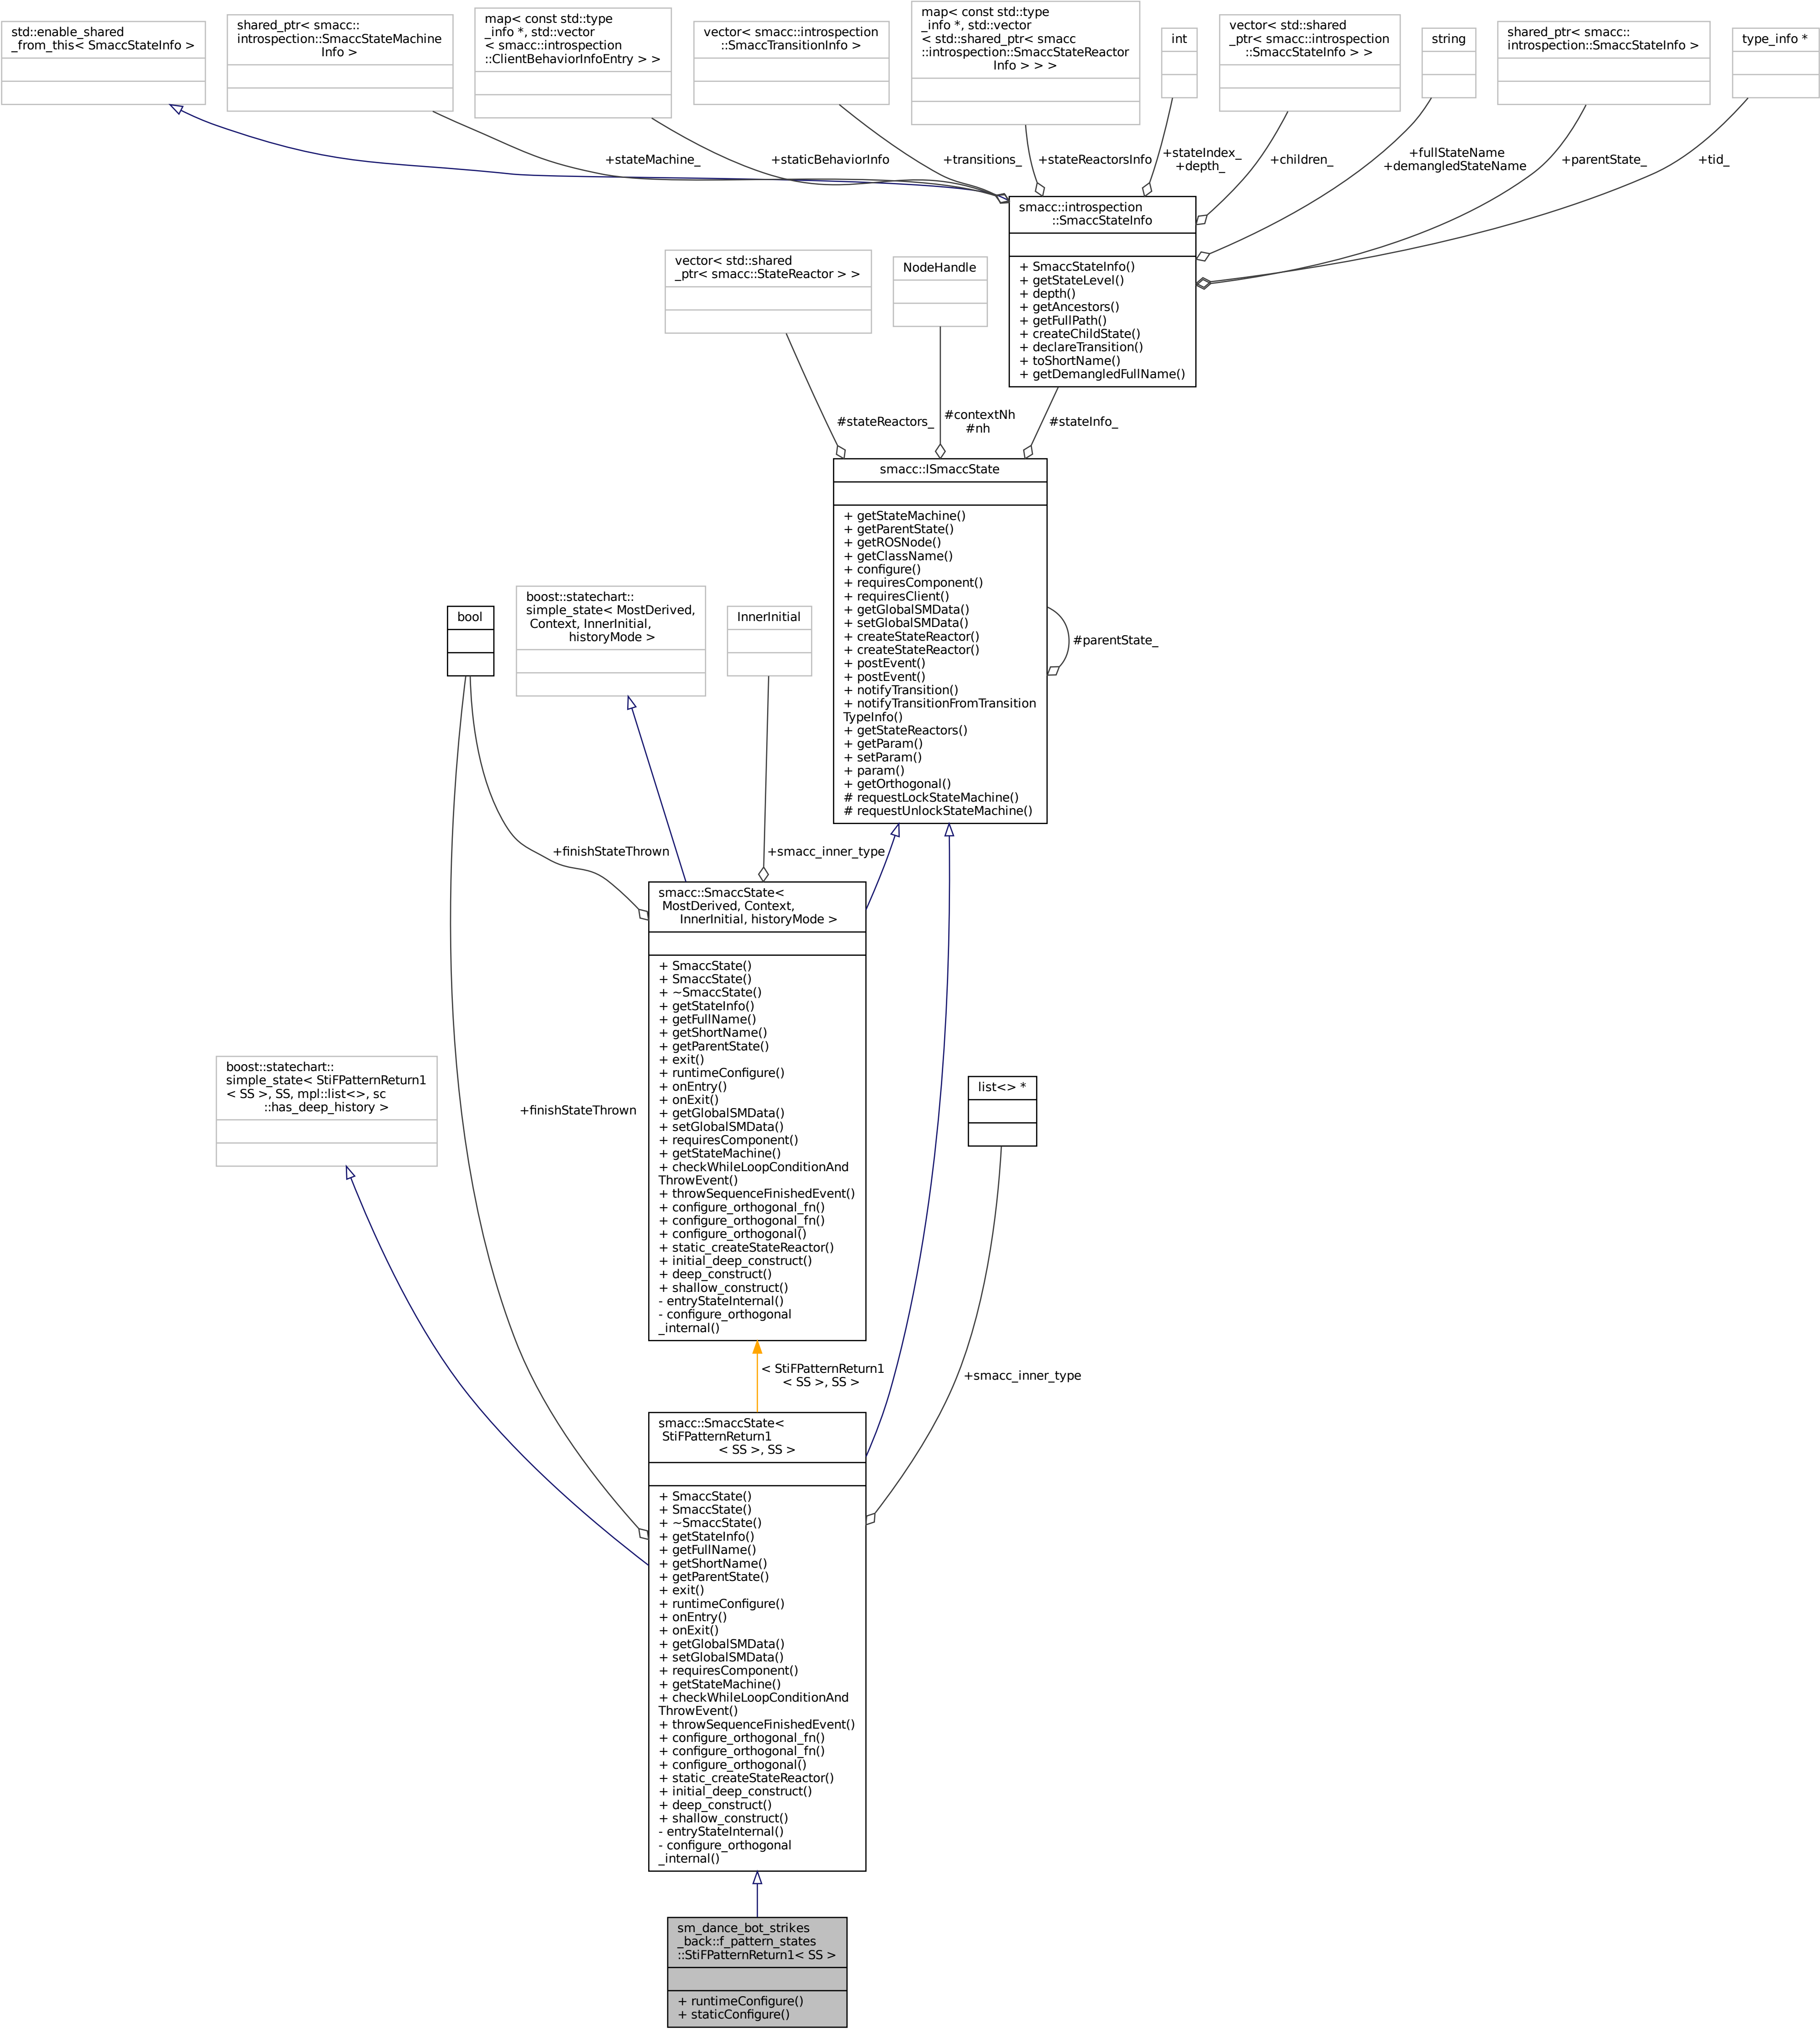 std::enable_shared
_from_this< SmaccStateInfo >
shared_ptr< smacc::
introspection::SmaccStateMachine
Info >
map< const std::type
_info *, std::vector
< smacc::introspection
::ClientBehaviorInfoEntry > >
vector< smacc::introspection
::SmaccTransitionInfo >
map< const std::type
_info *, std::vector
< std::shared_ptr< smacc
::introspection::SmaccStateReactor
Info > > >
int
vector< std::shared
_ptr< smacc::introspection
::SmaccStateInfo > >
string
shared_ptr< smacc::
introspection::SmaccStateInfo >
type_info *
+stateMachine_
+staticBehaviorInfo
+transitions_
+stateReactorsInfo
+stateIndex_
+depth_
+children_
+fullStateName
+demangledStateName
+parentState_
+tid_
smacc::introspection
::SmaccStateInfo
+ SmaccStateInfo()
+ getStateLevel()
+ depth()
+ getAncestors()
+ getFullPath()
+ createChildState()
+ declareTransition()
+ toShortName()
+ getDemangledFullName()
vector< std::shared
_ptr< smacc::StateReactor > >
NodeHandle
#stateReactors_
#contextNh
#nh
#stateInfo_
smacc::ISmaccState
+ getStateMachine()
+ getParentState()
+ getROSNode()
+ getClassName()
+ configure()
+ requiresComponent()
+ requiresClient()
+ getGlobalSMData()
+ setGlobalSMData()
+ createStateReactor()
+ createStateReactor()
+ postEvent()
+ postEvent()
+ notifyTransition()
+ notifyTransitionFromTransition
TypeInfo()
+ getStateReactors()
+ getParam()
+ setParam()
+ param()
+ getOrthogonal()
# requestLockStateMachine()
# requestUnlockStateMachine()
#parentState_
bool
boost::statechart::
simple_state< MostDerived,
Context, InnerInitial,
historyMode >
InnerInitial
+finishStateThrown
+smacc_inner_type
smacc::SmaccState<
MostDerived, Context,
InnerInitial, historyMode >
+ SmaccState()
+ SmaccState()
+ ~SmaccState()
+ getStateInfo()
+ getFullName()
+ getShortName()
+ getParentState()
+ exit()
+ runtimeConfigure()
+ onEntry()
+ onExit()
+ getGlobalSMData()
+ setGlobalSMData()
+ requiresComponent()
+ getStateMachine()
+ checkWhileLoopConditionAnd
ThrowEvent()
+ throwSequenceFinishedEvent()
+ configure_orthogonal_fn()
+ configure_orthogonal_fn()
+ configure_orthogonal()
+ static_createStateReactor()
+ initial_deep_construct()
+ deep_construct()
+ shallow_construct()
- entryStateInternal()
- configure_orthogonal
_internal()
boost::statechart::
simple_state< StiFPatternReturn1
< SS >, SS, mpl::list<>, sc
::has_deep_history >
+finishStateThrown
list<> *
< StiFPatternReturn1
< SS >, SS >
+smacc_inner_type
smacc::SmaccState<
StiFPatternReturn1
< SS >, SS >
+ SmaccState()
+ SmaccState()
+ ~SmaccState()
+ getStateInfo()
+ getFullName()
+ getShortName()
+ getParentState()
+ exit()
+ runtimeConfigure()
+ onEntry()
+ onExit()
+ getGlobalSMData()
+ setGlobalSMData()
+ requiresComponent()
+ getStateMachine()
+ checkWhileLoopConditionAnd
ThrowEvent()
+ throwSequenceFinishedEvent()
+ configure_orthogonal_fn()
+ configure_orthogonal_fn()
+ configure_orthogonal()
+ static_createStateReactor()
+ initial_deep_construct()
+ deep_construct()
+ shallow_construct()
- entryStateInternal()
- configure_orthogonal
_internal()
sm_dance_bot_strikes
_back::f_pattern_states
::StiFPatternReturn1< SS >
+ runtimeConfigure()
+ staticConfigure()